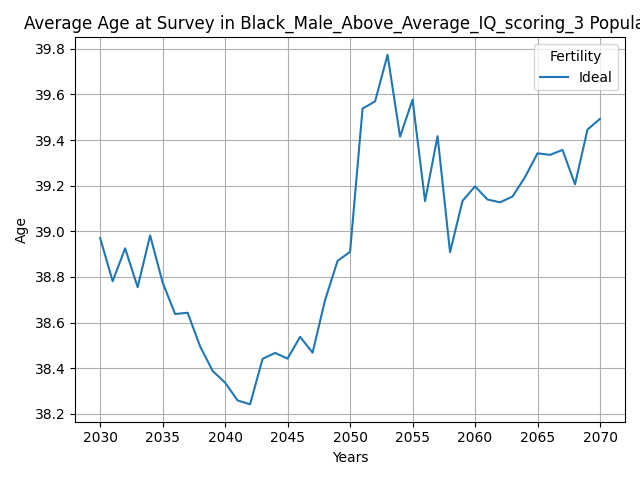 Average Age at Survey in Black_Male_Above_Average_IQ_scoring_3 Popula
39.8
39.6
39.4
39.2
39.0
38.8
38.6
38.4
38.2
Age
Fertility
Ideal
2030 2035 2040 2045 2050 2055 2060 2065 2070
Years